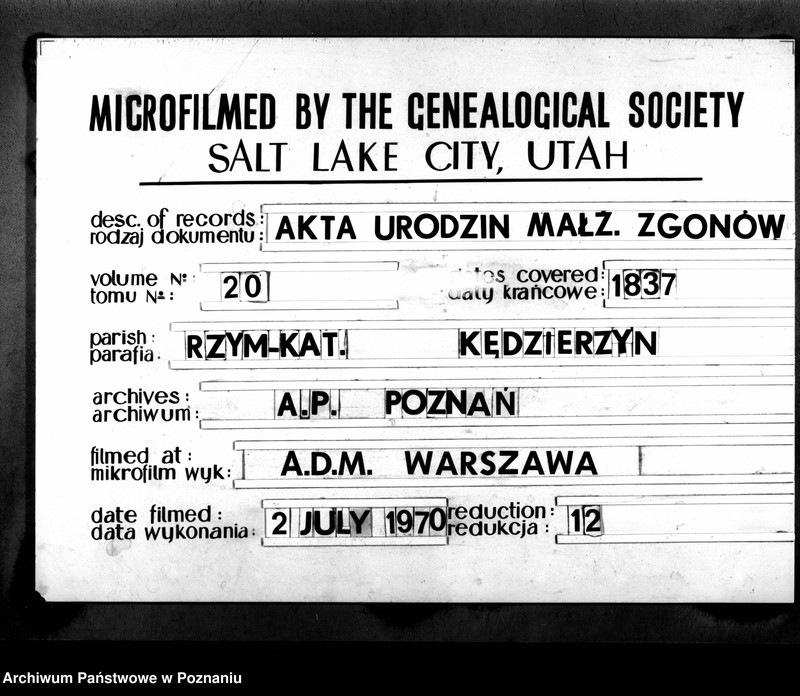 MICROFILMED BY THE GENEALOGICAL SOCIETY
SALT LAKE CITY, UTAH
desc. of records: AKTA URODZIN MAŁŻ. ZGONÓW
rodzaj dokumentu:
volume №: 20 covered: 1837
tomu №: daty krańcowe:
parish: RZYM-KAT. KĘDZIERZYN
parafia:
archives: A.P. POZNAŃ
archiwum:
filmed at: A.D.M. WARSZAWA
mikrofilm wyk:
date filmed: 2 JULY 1970 reduction: 12
data wykonania: redukcja:
Archiwum Państwowe w Poznaniu